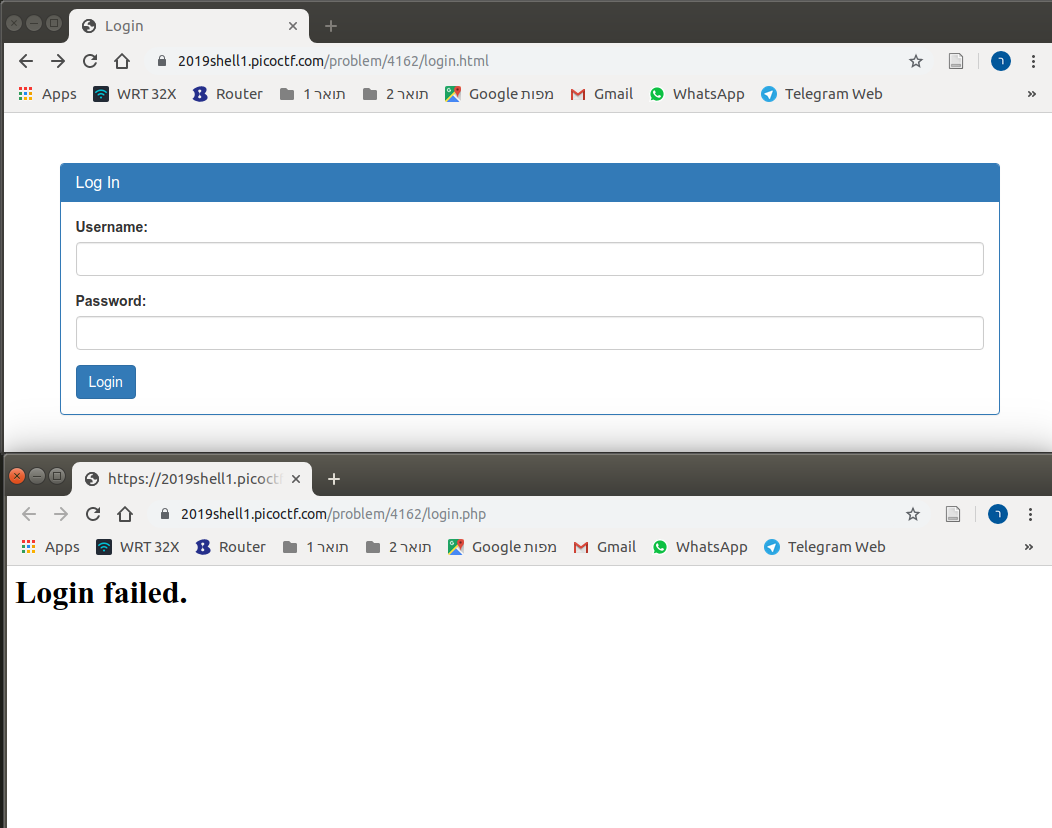 Login
2019shell1.picoctf.com/problem/4162/login.html
Apps WRT 32X Router תואר 1 תואר 2 Google מפות Gmail WhatsApp Telegram Web »
Log In
Username:
Password:
Login
https://2019shell1.picoct
2019shell1.picoctf.com/problem/4162/login.php
Apps WRT 32X Router תואר 1 תואר 2 Google מפות Gmail WhatsApp Telegram Web »
Login failed.